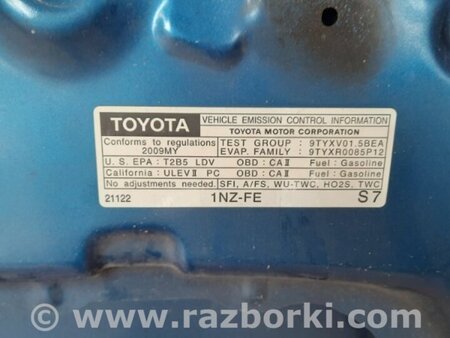 TOYOTA
VEHICLE EMISSION CONTROL INFORMATION
TOYOTA MOTOR CORPORATION
Conforms to regulations
2009MY
TEST GROUP : 9TYXV01.5BEA
EVAP. FAMILY : 9TYXR0085P12
U.S. EPA : T2B5 LDV OBD : CAⅡ Fuel : Gasoline
California : ULEVⅡ PC OBD : CAⅡ Fuel : Gasoline
No adjustments needed. SFI, A/FS, WU-TWC, HO2S, TWC
21122 1NZ-FE S7
© www.razborki.com